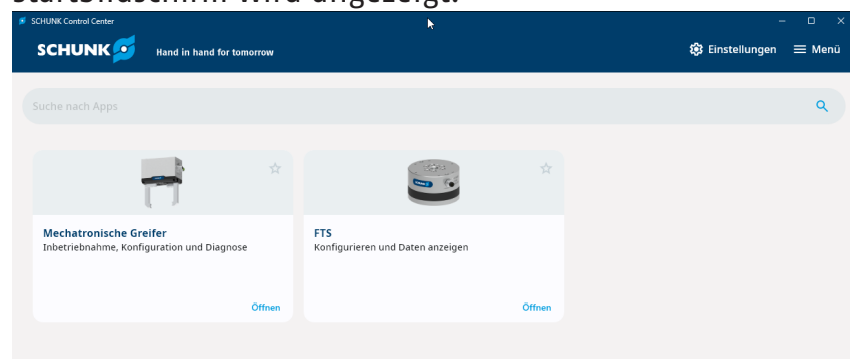 Startbildschirm wird angezeigt.
SCHUNK Control Center
SCHUNK Hand in hand for tomorrow Einstellungen Menü
Suche nach Apps
Mechatronische Greifer
Inbetriebnahme, Konfiguration und Diagnose
Öffnen
FTS
Konfigurieren und Daten anzeigen
Öffnen